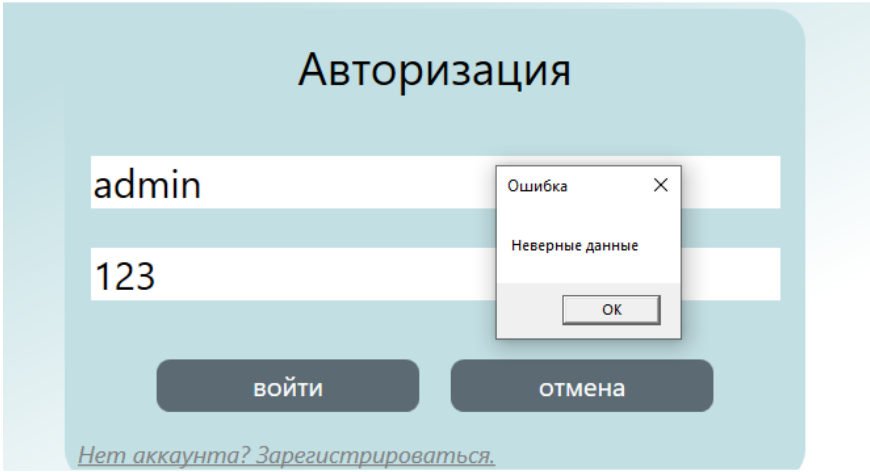 Авторизация
admin
Ошибка
Неверные данные
123
ОК
войти
отмена
Нет аккаунта? Зарегистрироваться.